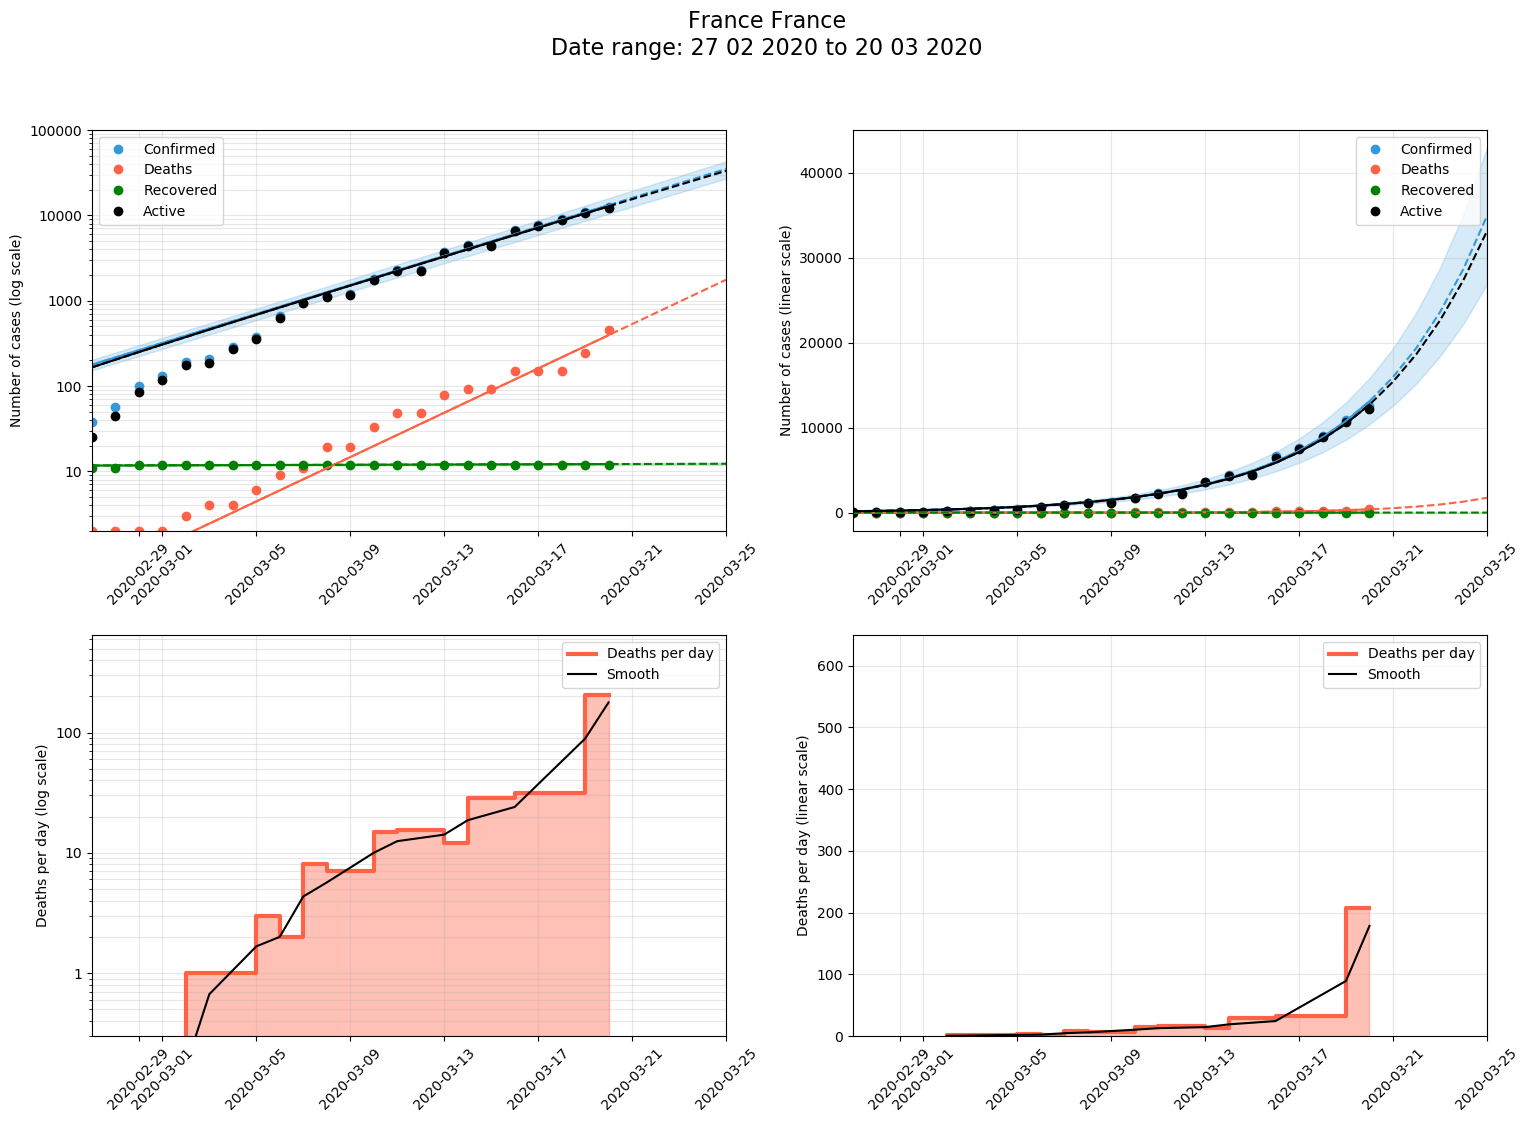 France France
Date range: 27 02 2020 to 20 03 2020
Number of cases (log scale)
100000
10000
1000
100
10
Confirmed
Deaths
Recovered
Active
2020-02-29
2020-03-01
2020-03-05
2020-03-09
2020-03-13
2020-03-17
2020-03-21
2020-03-25
Number of cases (linear scale)
40000
30000
20000
10000
0
Confirmed
Deaths
Recovered
Active
2020-02-29
2020-03-01
2020-03-05
2020-03-09
2020-03-13
2020-03-17
2020-03-21
2020-03-25
Deaths per day (log scale)
100
10
1
Deaths per day
Smooth
2020-02-29
2020-03-01
2020-03-05
2020-03-09
2020-03-13
2020-03-17
2020-03-21
2020-03-25
Deaths per day (linear scale)
600
500
400
300
200
100
0
Deaths per day
Smooth
2020-02-29
2020-03-01
2020-03-05
2020-03-09
2020-03-13
2020-03-17
2020-03-21
2020-03-25